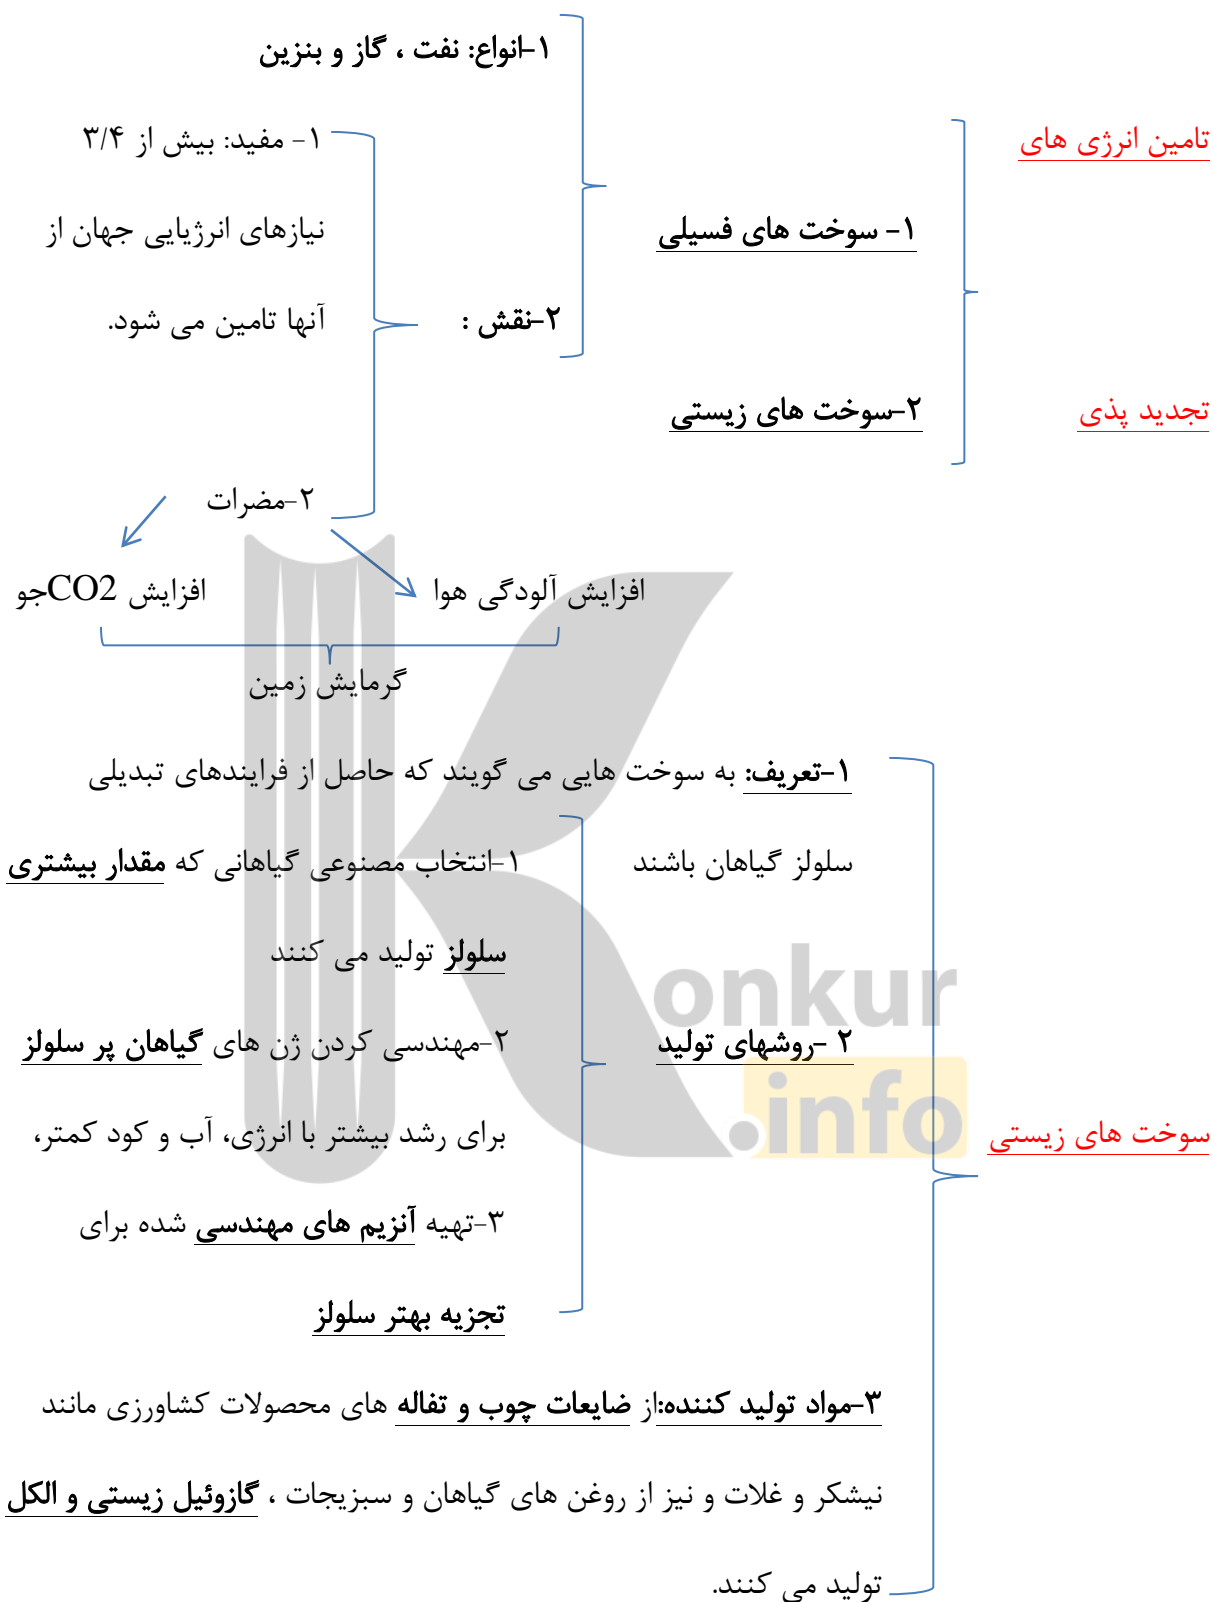 ۱-انواع: نفت ، گاز و بنزین
تامین انرژی های
۱- مفید: بیش از ۳/۴
۱- سوخت های فسیلی
نیازهای انرژیایی جهان از
۲-نقش :
آنها تامین می شود.
تجدید پذی
۲-سوخت های زیستی
۲-مضرات
افزایش آلودگی هوا
افزایش CO2جو
گرمایش زمین
۱-تعریف: به سوخت هایی می گویند که حاصل از فرایندهای تبدیلی
سلولز گیاهان باشند
۱-انتخاب مصنوعی گیاهانی که مقدار بیشتری
سلولز تولید می کنند
onkur
۲ -روشهای تولید
۲-مهندسی کردن ژن های گیاهان پر سلولز
.info
سوخت های زیستی
برای رشد بیشتر با انرژی، آب و کود کمتر،
۳-تهیه آنزیم های مهندسی شده برای
تجزیه بهتر سلولز
۳-مواد تولید کننده:از ضایعات چوب و تفاله های محصولات کشاورزی مانند
نیشکر و غلات و نیز از روغن های گیاهان و سبزیجات ، گازوئیل زیستی و الکل
تولید می کنند.